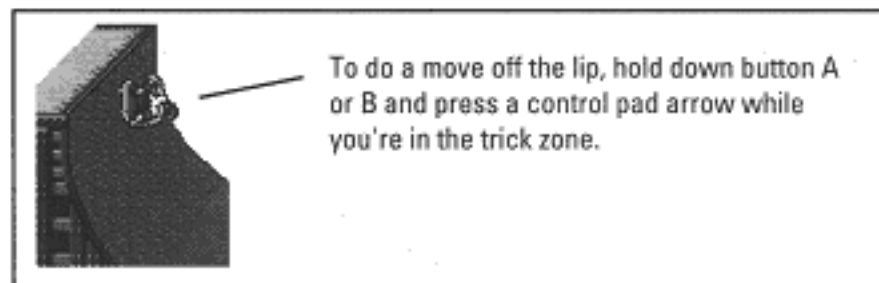 To do a move off the lip, hold down button A
or B and press a control pad arrow while
you're in the trick zone.